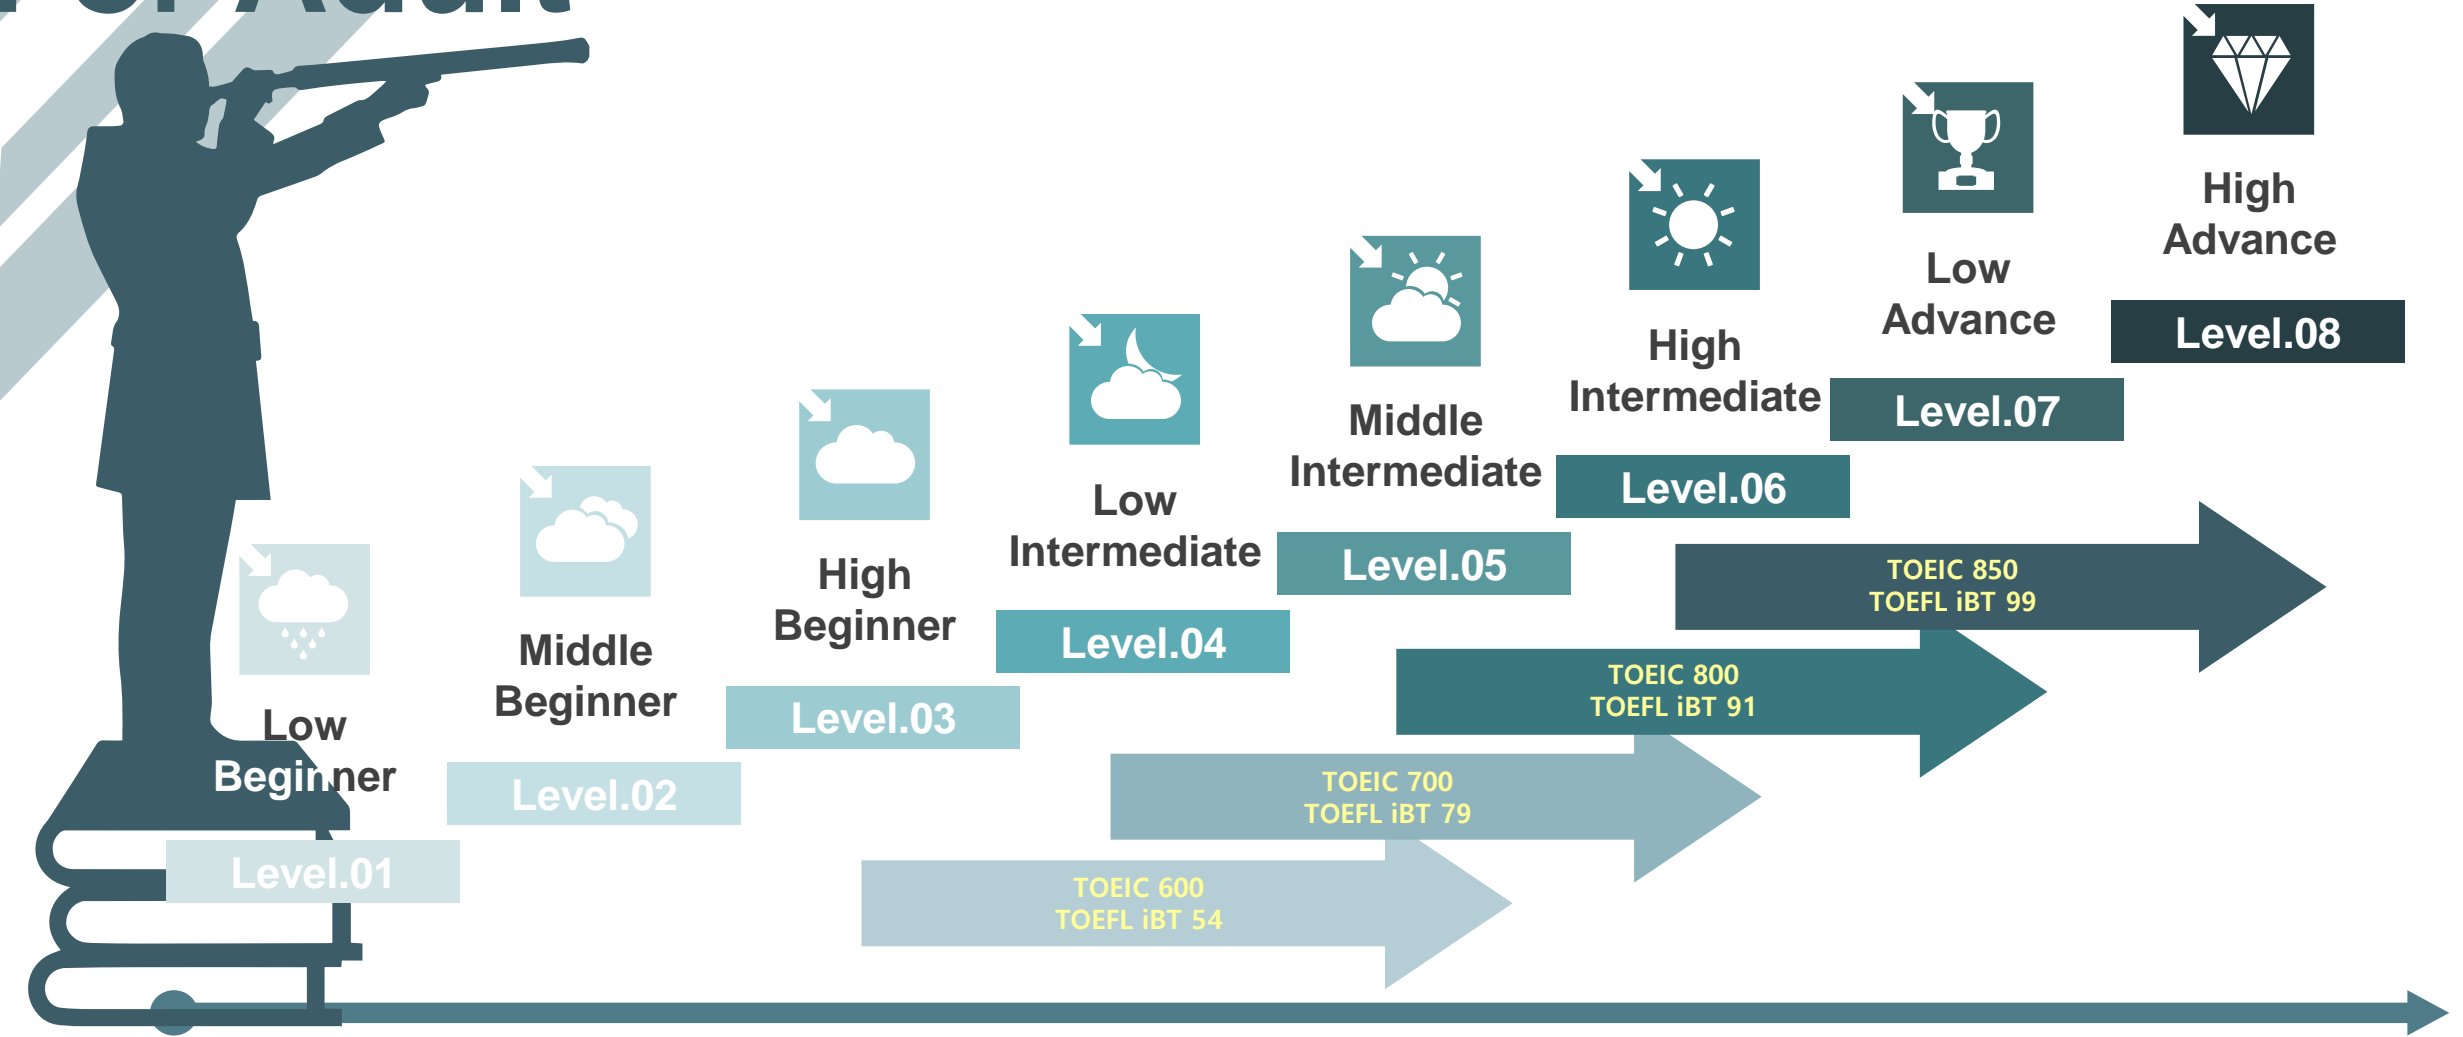 For Adult
Low
Beginner
Level.01
Middle
Beginner
Level.02
High
Beginner
Level.03
Low
Intermediate
Level.04
Middle
Intermediate
Level.05
High
Intermediate
Level.06
Low
Advance
Level.07
High
Advance
Level.08
TOEIC 600
TOEFL iBT 54
TOEIC 700
TOEFL iBT 79
TOEIC 800
TOEFL iBT 91
TOEIC 850
TOEFL iBT 99